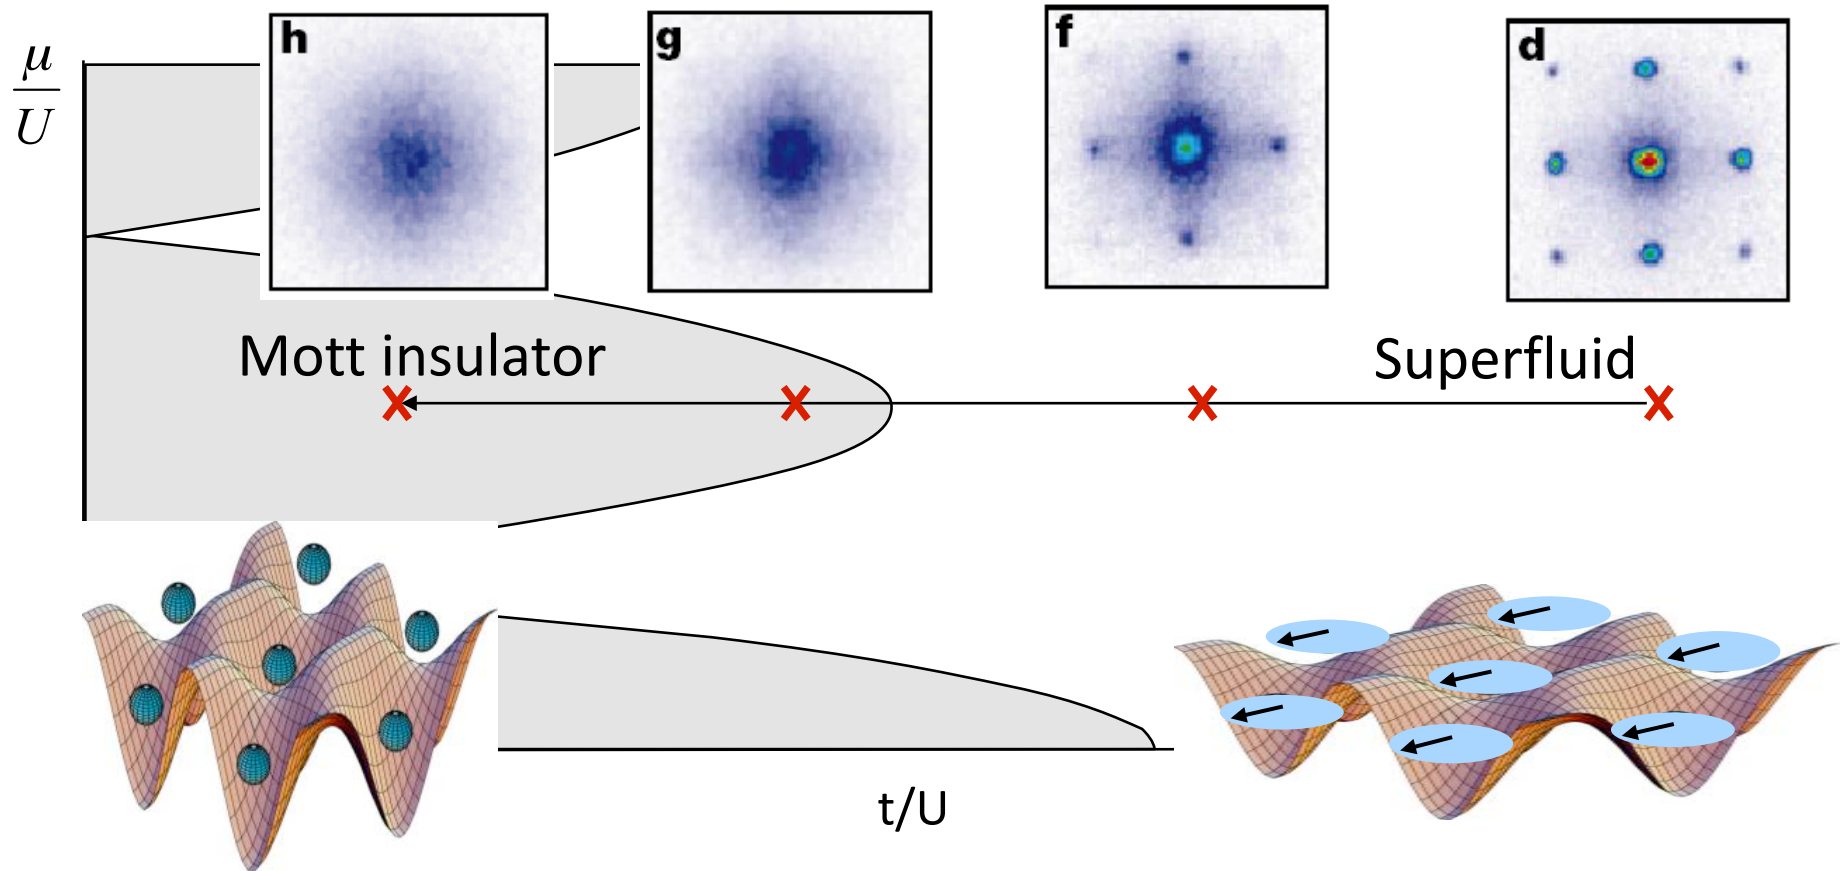 μ
U
h
g
f
d
Mott insulator
Superfluid
t/U